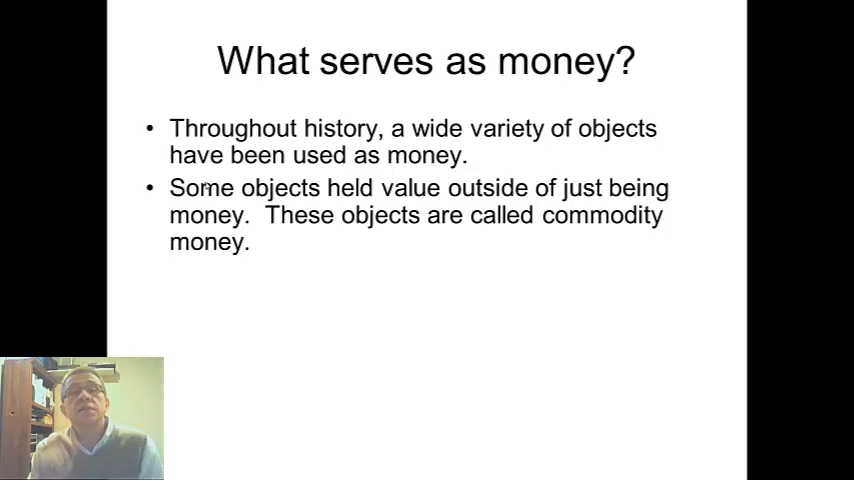 What serves as money?
• Throughout history, a wide variety of objects
have been used as money.
• Some objects held value outside of just being
money.  These objects are called commodity
money.